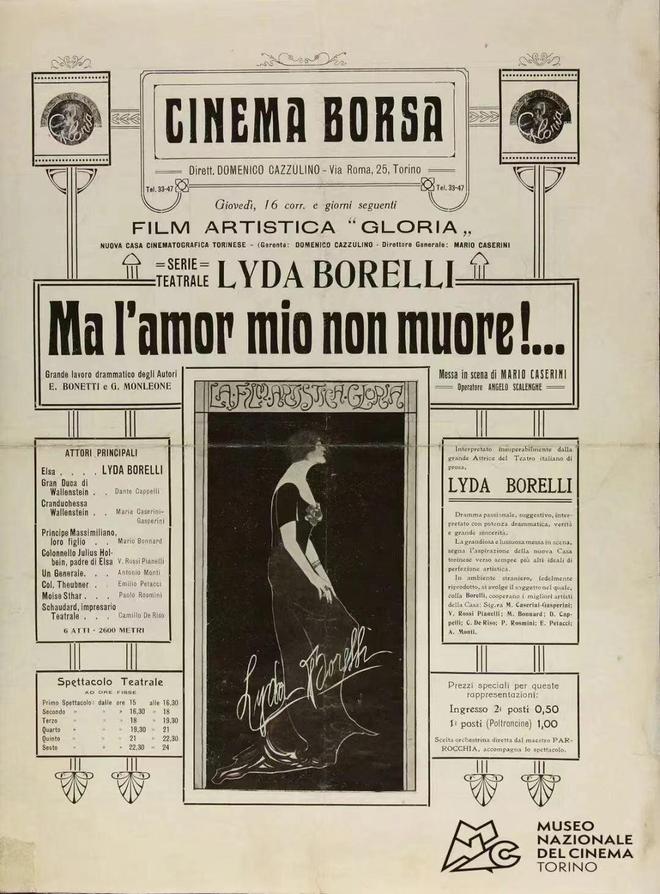 CINEMA BORSA
Dirett. DOMENICO CAZZULINO - Via Roma, 25, Torino
Tel. 33-47
Tel. 33-47
Giovedì, 16 corr. e giorni seguenti
FILM ARTISTICA "GLORIA„
NUOVA CASA CINEMATOGRAFICA TORINESE - (Gerente: DOMENICO CAZZULINO - Direttore Generale: MARIO CASERINI
=SERIE=
TEATRALE LYDA BORELLI
Ma l'amor mio non muore!...
Grande lavoro drammatico degli Autori
E. BONETTI e G. MONLEONE
Messa in scena di MARIO CASERINI
Operatore ANGELO SCALENGHE
LA·FILM·ARTISTICA·GLORIA
Lyda Borelli
ATTORI PRINCIPALI
Elsa . . . . LYDA BORELLI
Gran Duca di
Wallenstein . . Dante Cappelli
Cranduchessa
Wallenstein . . Maria Caserini-
Gasperini
Principe Massimiliano,
loro figlio . . Mario Bonnard
Colonnello Julius Hol-
bein, padre di Elsa V. Rossi Pianelli
Un Generale. . . Antonio Monti
Col. Theubner . . Emilio Petacci
Moise Sthar . . Paolo Rosmini
Schaudard, impresario
Teatrale . . . Camillo De Riso
6 ATTI - 2600 METRI
Spettacolo Teatrale
AD ORE FISSE
Primo Spettacolo: dalle ore 15 alle 16,30
Secondo » » » 16,30 » 18
Terzo » » » 18 » 19,30
Quarto » » » 19,30 » 21
Quinto » » » 21 » 22,30
Sesto » » » 22,30 » 24
Interpretato insuperabilmente dalla
grande Attrice del Teatro italiano di
prosa,
LYDA BORELLI
Dramma passionale, suggestivo, inter-
pretato con potenza drammatica, verità
e grande sincerità.
La grandiosa e lussuosa messa in scena,
segna l'aspirazione della nuova Casa
torinese verso sempre più alti ideali di
perfezione artistica.
In ambiente straniero, fedelmente
riprodotto, si svolge il soggetto nel quale,
colla Borelli, cooperano i migliori artisti
della Casa: Sig.ra M. Caserini-Gasperini;
V. Rossi Pianelli; M. Bonnard; D. Cap-
pelli; C. De Riso; P. Rosmini; E. Petacci;
A. Monti.
Prezzi speciali per queste
rappresentazioni:
Ingresso 2i posti 0,50
1i posti (Poltroncine) 1,00
Scelta orchestrina diretta dal maestro PAR-
ROCCHIA, accompagna lo spettacolo.
MUSEO
NAZIONALE
DEL CINEMA
TORINO